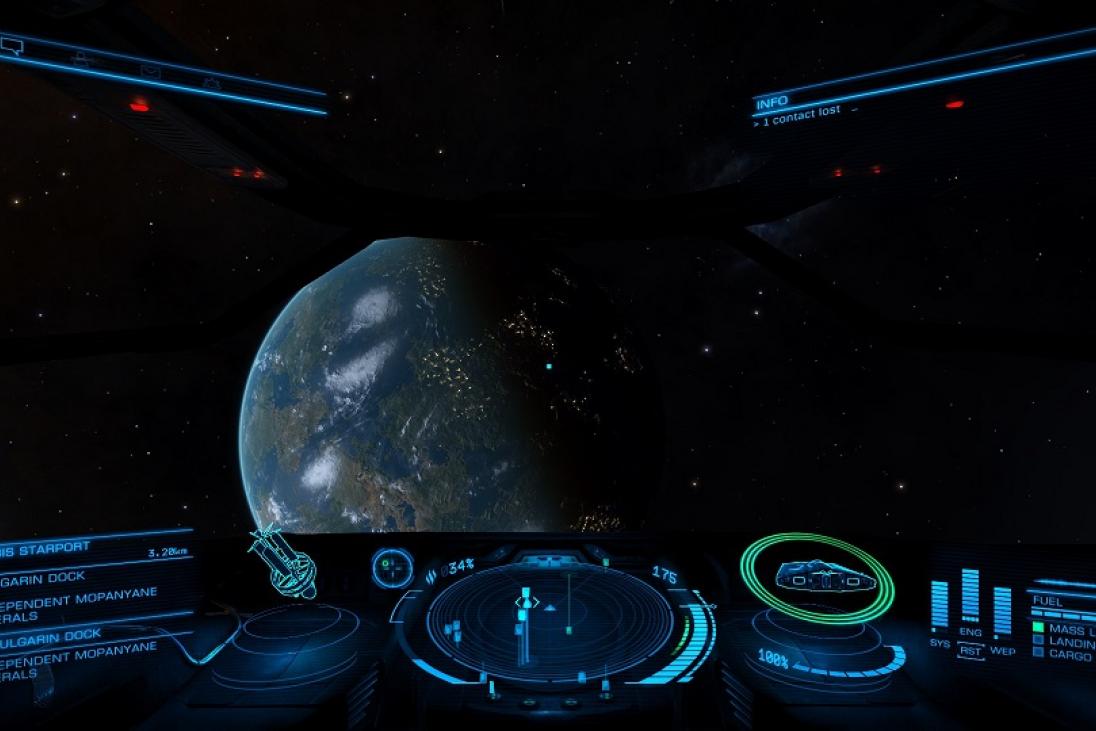 INFO
> 1 contact lost
BIS STARPORT
3.20km
GARIN DOCK
EPENDENT MOPANYANE
ERALS
ULGARIN DOCK
EPENDENT MOPANYANE
ERALS
34%
175
100%
SYS
ENG
RST
WEP
FUEL
MASS L
LANDIN
CARGO